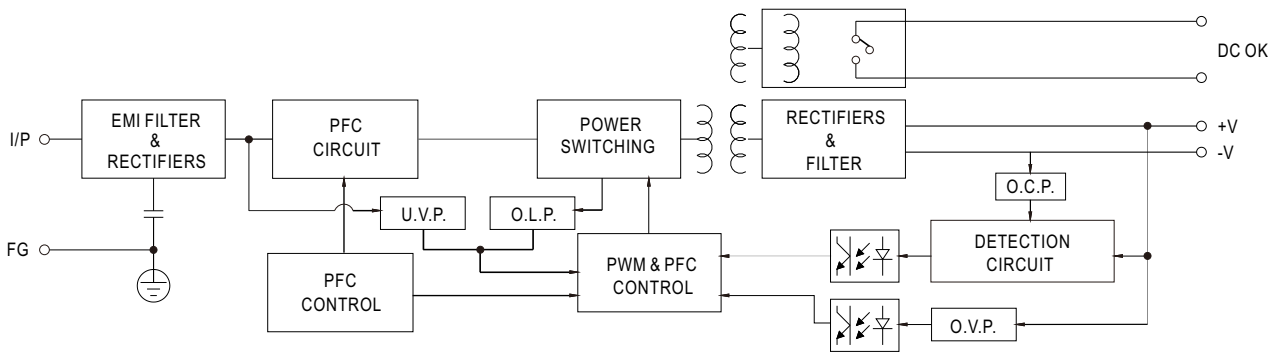 DC OK
I/P
EMI FILTER
&
RECTIFIERS
PFC
CIRCUIT
POWER
SWITCHING
RECTIFIERS
&
FILTER
+V
-V
O.C.P.
U.V.P.
O.L.P.
FG
PFC
CONTROL
PWM & PFC
CONTROL
DETECTION
CIRCUIT
O.V.P.